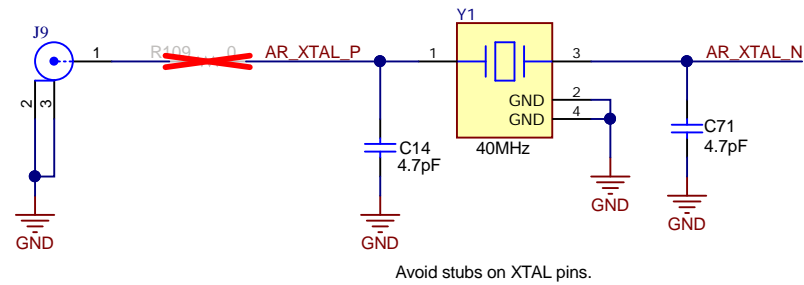 J9
1
R109
0
AR_XTAL_P
2
3
GND
C14
4.7pF
GND
Y1
1
3
GND
2
GND
4
40MHz
GND
AR_XTAL_N
C71
4.7pF
GND
Avoid stubs on XTAL pins.